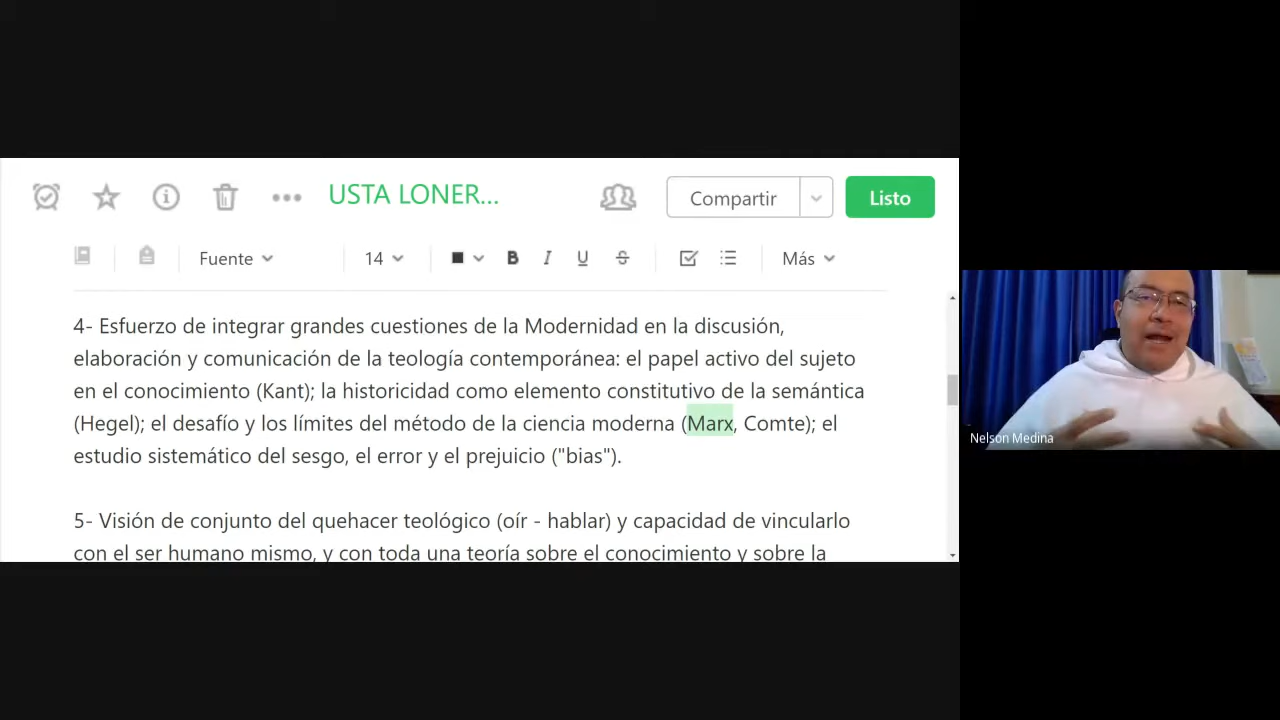 USTA LONER...
Compartir
Listo
Fuente
14
B
I
U
S
Más
4- Esfuerzo de integrar grandes cuestiones de la Modernidad en la discusión,
elaboración y comunicación de la teología contemporánea: el papel activo del sujeto
en el conocimiento (Kant); la historicidad como elemento constitutivo de la semántica
(Hegel); el desafío y los límites del método de la ciencia moderna (Marx, Comte); el
estudio sistemático del sesgo, el error y el prejuicio ("bias").
5- Visión de conjunto del quehacer teológico (oír - hablar) y capacidad de vincularlo
con el ser humano mismo, y con toda una teoría sobre el conocimiento y sobre la
Nelson Medina